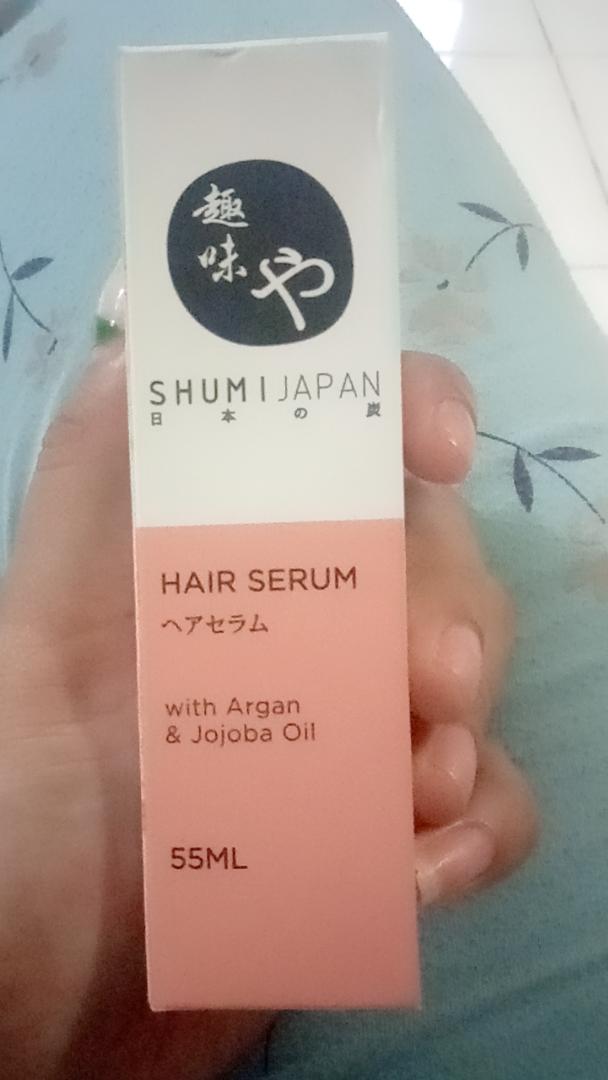 趣味や
SHUMI JAPAN
日本の炭
HAIR SERUM
ヘアセラム
with Argan
& Jojoba Oil
55ML